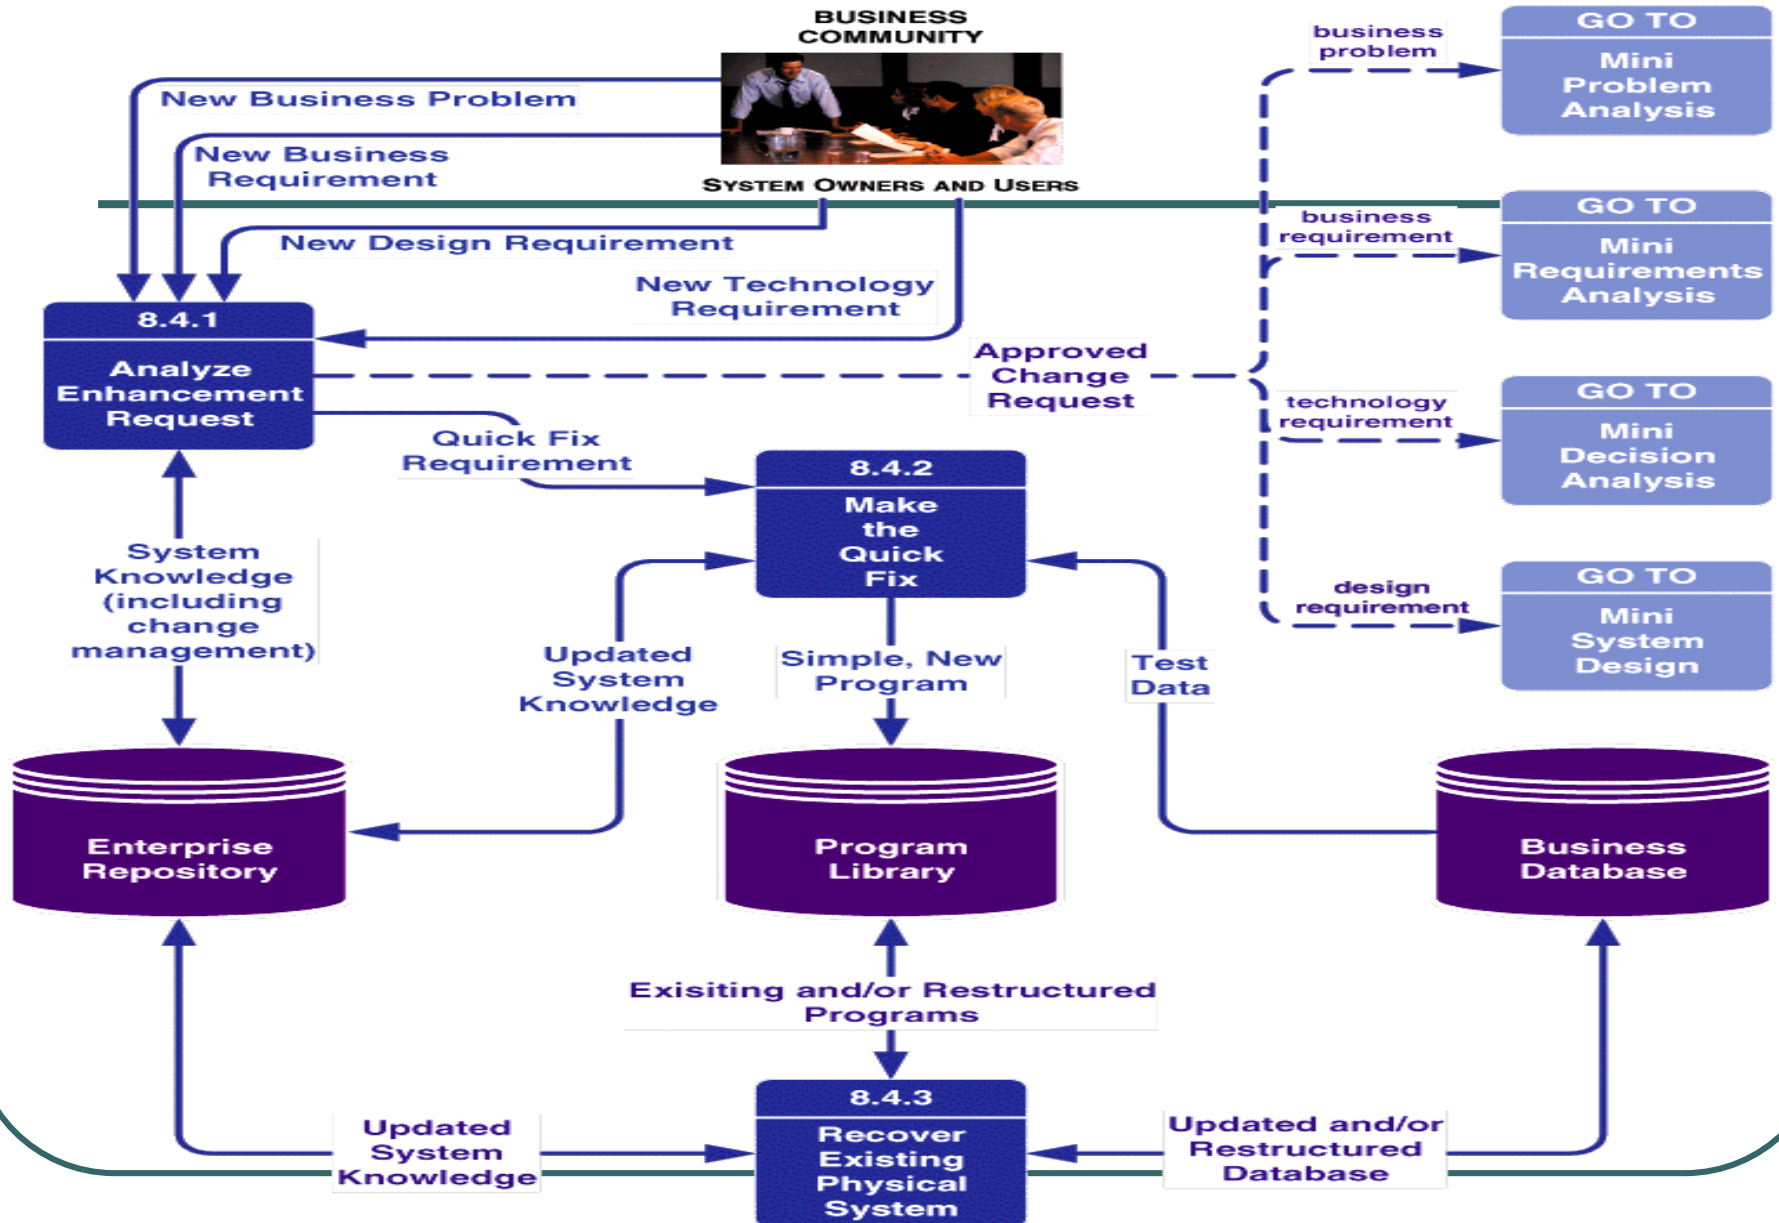 BUSINESS
COMMUNITY
SYSTEM OWNERS AND USERS
New Business Problem
New Business
Requirement
New Design Requirement
New Technology
Requirement
8.4.1
Analyze
Enhancement
Request
Approved
Change
Request
business
problem
GO TO
Mini
Problem
Analysis
business
requirement
GO TO
Mini
Requirements
Analysis
technology
requirement
GO TO
Mini
Decision
Analysis
design
requirement
GO TO
Mini
System
Design
Quick Fix
Requirement
8.4.2
Make
the
Quick
Fix
System
Knowledge
(including
change
management)
Updated
System
Knowledge
Simple, New
Program
Test
Data
Enterprise
Repository
Program
Library
Business
Database
Exisiting and/or Restructured
Programs
Updated
System
Knowledge
8.4.3
Recover
Existing
Physical
System
Updated and/or
Restructured
Database